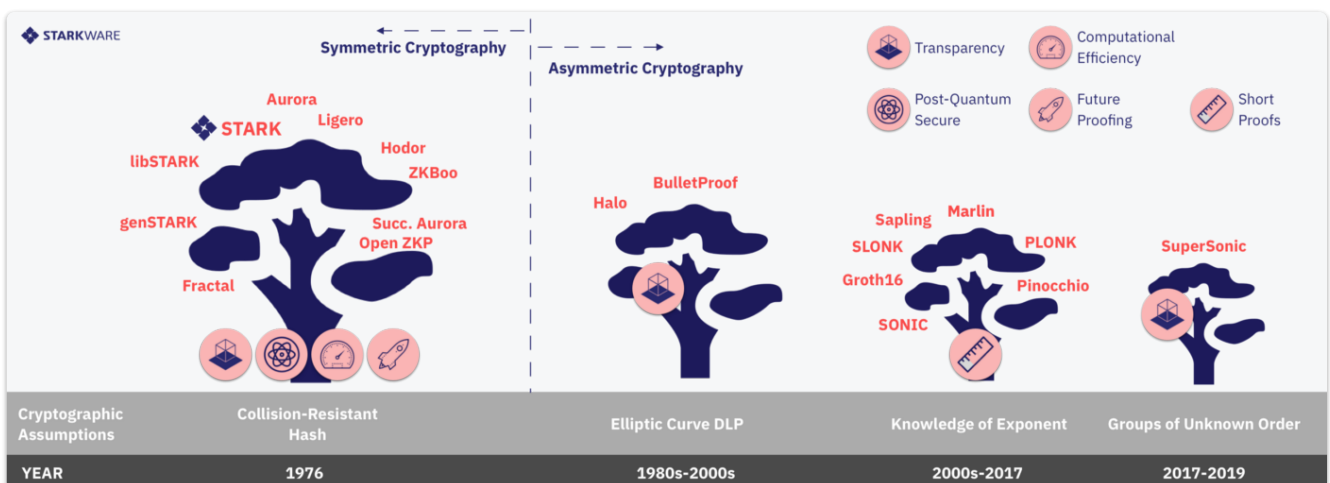 STARKWARE
Symmetric Cryptography
Asymmetric Cryptography
Transparency
Computational
Efficiency
Post-Quantum
Secure
Future
Proofing
Short
Proofs
Aurora
STARK
Ligero
libSTARK
Hodor
ZKBoo
genSTARK
Succ. Aurora
Open ZKP
Fractal
BulletProof
Halo
Marlin
Sapling
SLONK
PLONK
Groth16
Pinocchio
SONIC
SuperSonic
Cryptographic
Assumptions
Collision-Resistant
Hash
Elliptic Curve DLP
Knowledge of Exponent
Groups of Unknown Order
YEAR
1976
1980s-2000s
2000s-2017
2017-2019